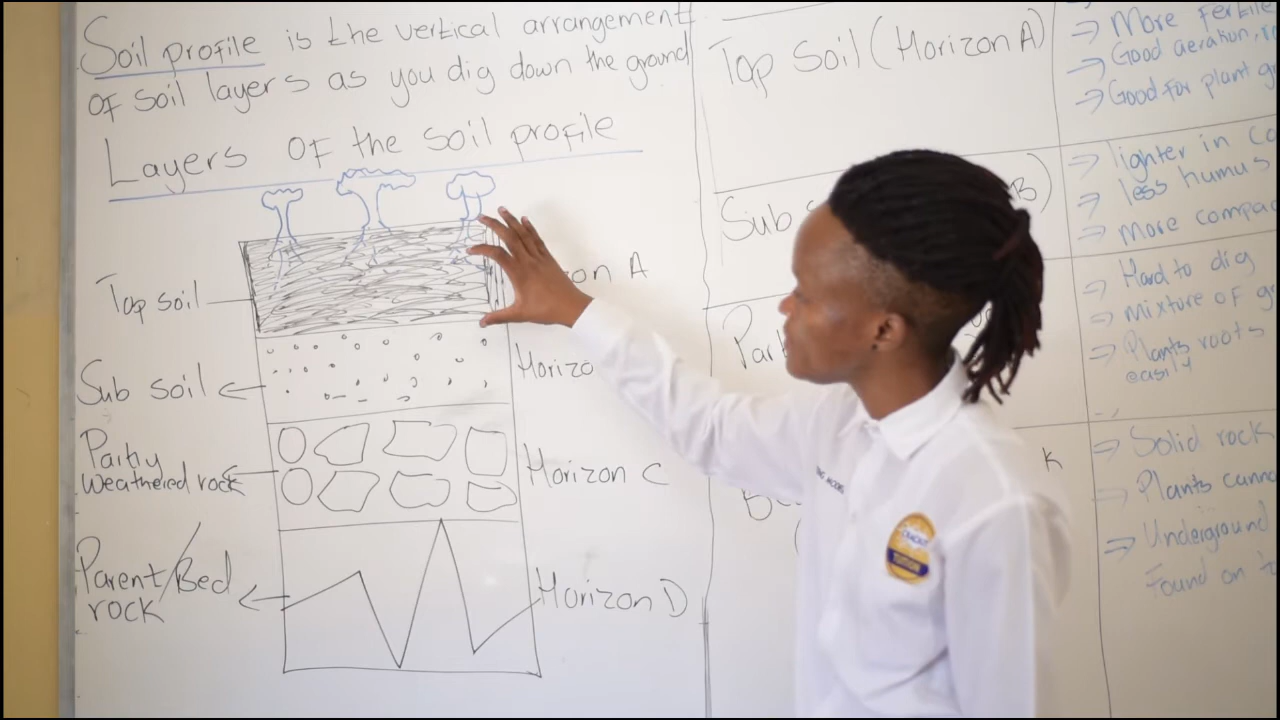 Soil profile is the vertical arrangement
of soil layers as you dig down the ground
Layers of the soil profile
Top soil
Sub soil
Horizo
Partly
weathered rock
Horizon C
Parent/Bed
rock
Horizon D
Top Soil (Horizon A)
More fertile
Good aeration,
Good for plant
Sub
B)
lighter in
less humus
More
Hard to dig
mixture of
Plants roots
easily
K
Solid rock
Plants
Underground
Found on